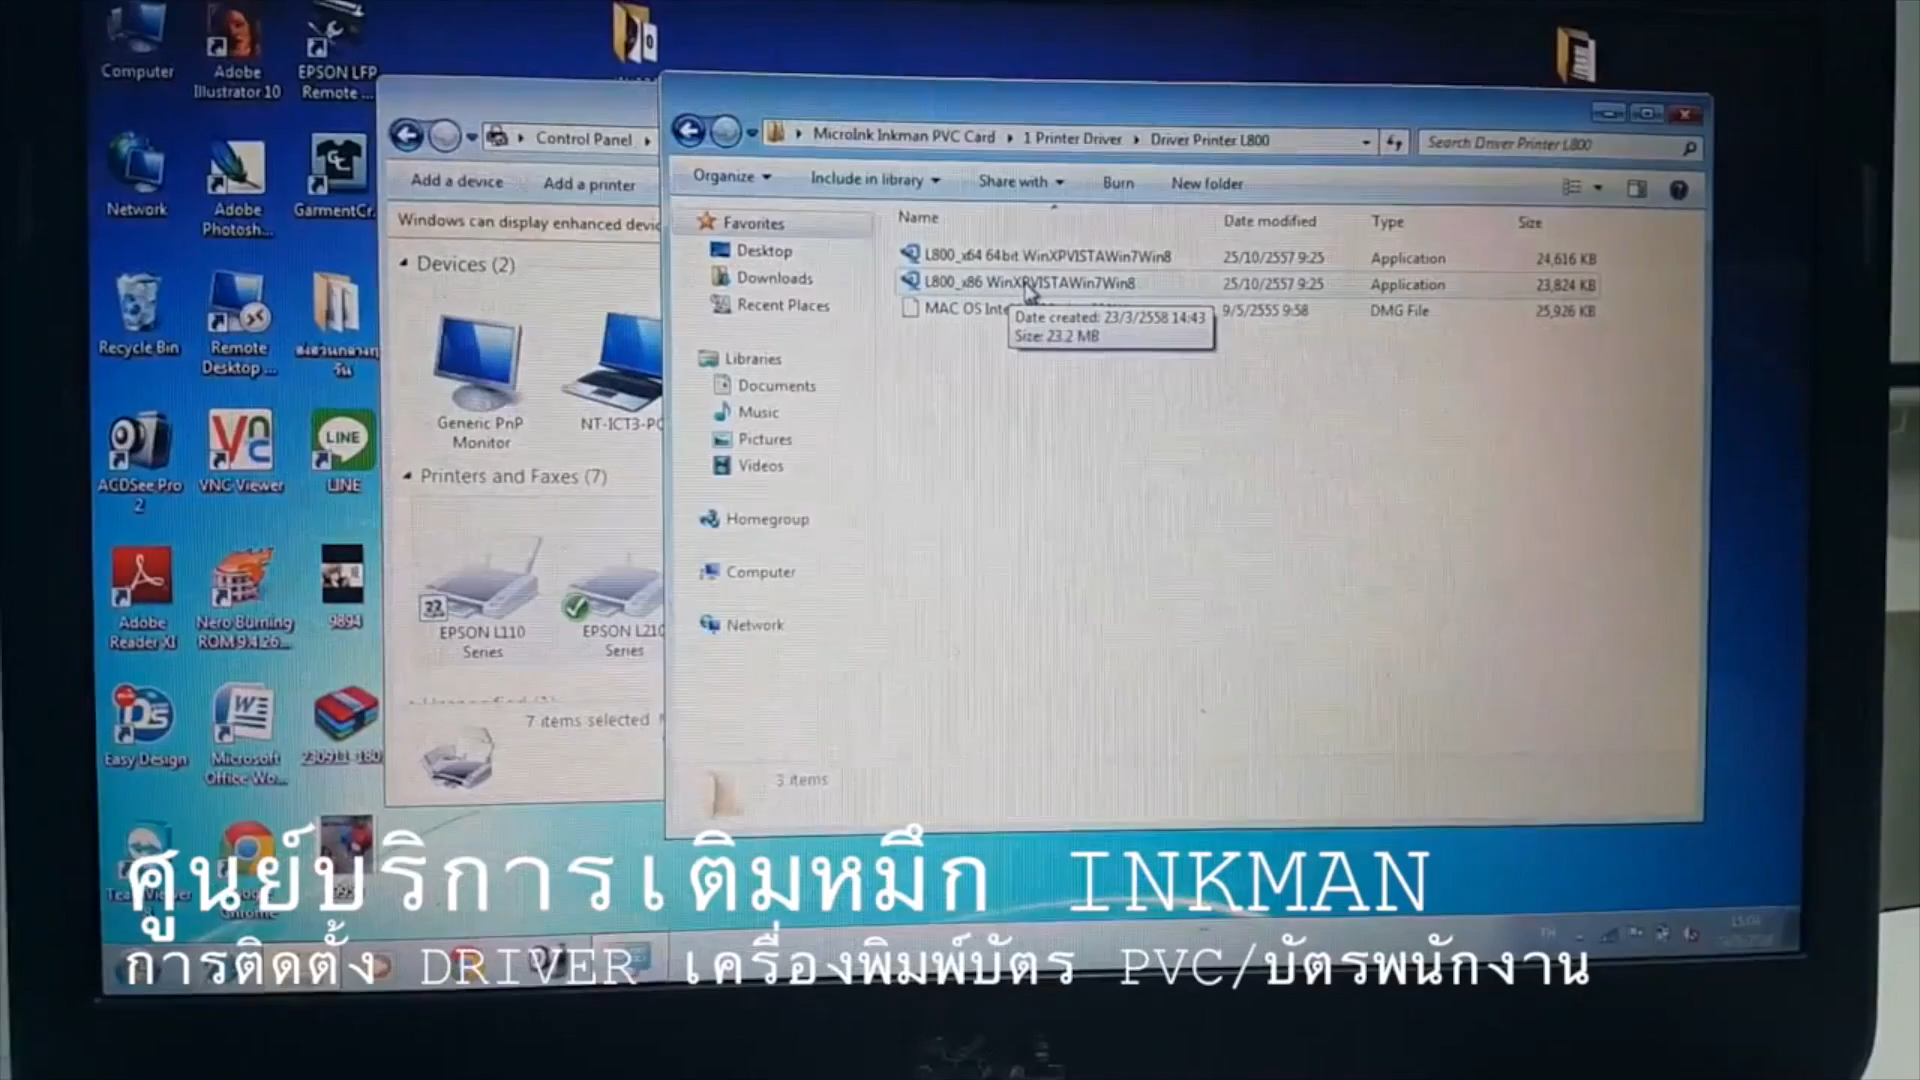 Computer
Adobe Illustrator 10
EPSON LFP Remote ...
Network
Adobe Photosh...
GarmentCr...
Recycle Bin
Remote Desktop ...
ACDSee Pro 2
VNC Viewer
LINE
LINE
Adobe Reader XI
Nero Burning ROM 9.4.26...
9894
Easy Design
Microsoft Office Wo...
230911-180
Chrome
Control Panel
Add a device
Add a printer
Windows can display enhanced devic
Devices (2)
Generic PnP Monitor
NT-ICT3-PC
Printers and Faxes (7)
EPSON L110 Series
EPSON L210 Series
7 items selected
MicroInk Inkman PVC Card
1 Printer Driver
Driver Printer L800
Search Driver Printer L800
Organize
Include in library
Share with
Burn
New folder
Favorites
Desktop
Downloads
Recent Places
Libraries
Documents
Music
Pictures
Videos
Homegroup
Computer
Network
Name Date modified Type Size
L800_x64 64bit WinXPVISTAWin7Win8 25/10/2557 9:25 Application 24,616 KB
L800_x86 WinXPVISTAWin7Win8 25/10/2557 9:25 Application 23,824 KB
MAC OS Inte 9/5/2555 9:58 DMG File 25,926 KB
Date created: 23/3/2558 14:43
Size: 23.2 MB
3 items
ศูนย์บริการเติมหมึก INKMAN
การติดตั้ง DRIVER เครื่องพิมพ์บัตร PVC/บัตรพนักงาน